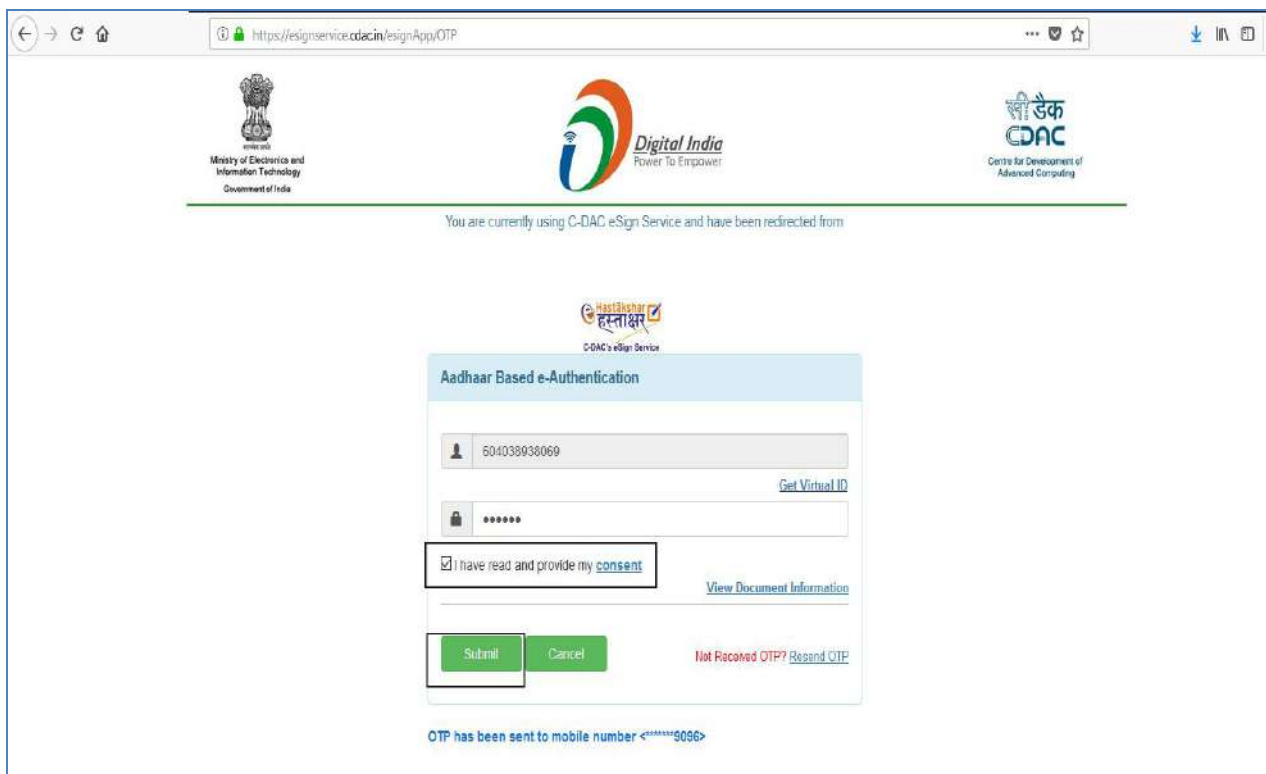 https://esignservice.cdac.in/esignApp/OTP
Ministry of Electronics and
Information Technology
Government of India
Digital India
Power To Empower
सी डैक
CDAC
Centre for Development of
Advanced Computing
You are currently using C-DAC eSign Service and have been redirected from
eHastākshar
हस्ताक्षर
C-DAC's eSign Service
Aadhaar Based e-Authentication
604038938069
Get Virtual ID
••••••
I have read and provide my consent
View Document Information
Submit Cancel Not Received OTP? Resend OTP
OTP has been sent to mobile number <*******9096>